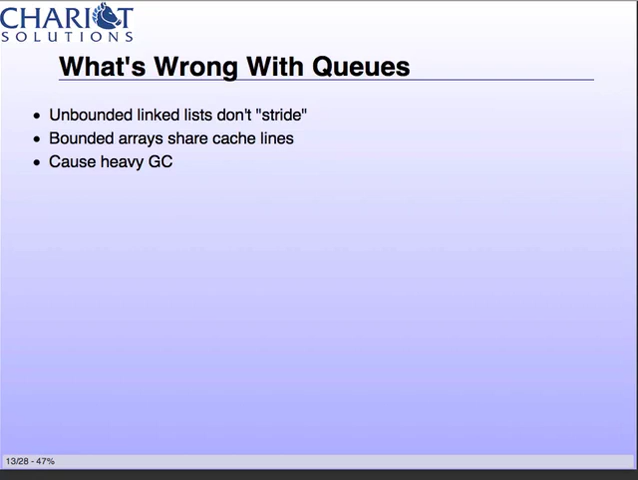 CHARIOT
SOLUTIONS
What's Wrong With Queues
• Unbounded linked lists don't "stride"
• Bounded arrays share cache lines
• Cause heavy GC
13/28 - 47%